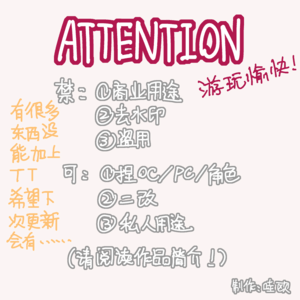 ATTENTION
游玩愉快!
禁: ①商业用途
②去水印
③盗用
可: ①捏OC/PC/角色
②二改
③私人用途
(请阅读作品简介!)
有很多
东西没
能加上
TT
希望下
次更新
会有······
制作:哇欧